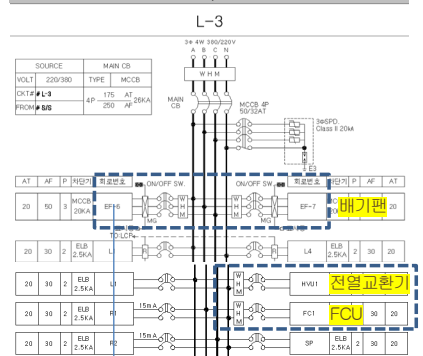 L-3
3Φ 4W 380/220V
A B C N
SOURCE MAIN CB
VOLT 220/380 TYPE MCCB
CKT# #L-3 4P 175 AT 26KA
FROM #S/S 250 AF
WHM
MAIN CB
MCCB 4P
50/32AT
3ΦSPD.
Class II 20kA
E3
AT AF P 차단기 회로번호 ON/OFF SW. ON/OFF SW. 회로번호 차단기 P AF AT
20 50 3 MCCB 20KA EF-6 MG WHM WHM MG EF-7 배기팬 20
TO LCP
20 30 2 ELB 2.5KA R R L4 ELB 2.5KA 2 30 20
20 30 2 ELB 2.5KA WHM HVU1 전열교환기
20 30 2 ELB 2.5KA R1 15mA WHM FC1 FCU 30 20
20 30 2 ELB 2.5KA R2 15mA SP ELB 2.5KA 2 30 20